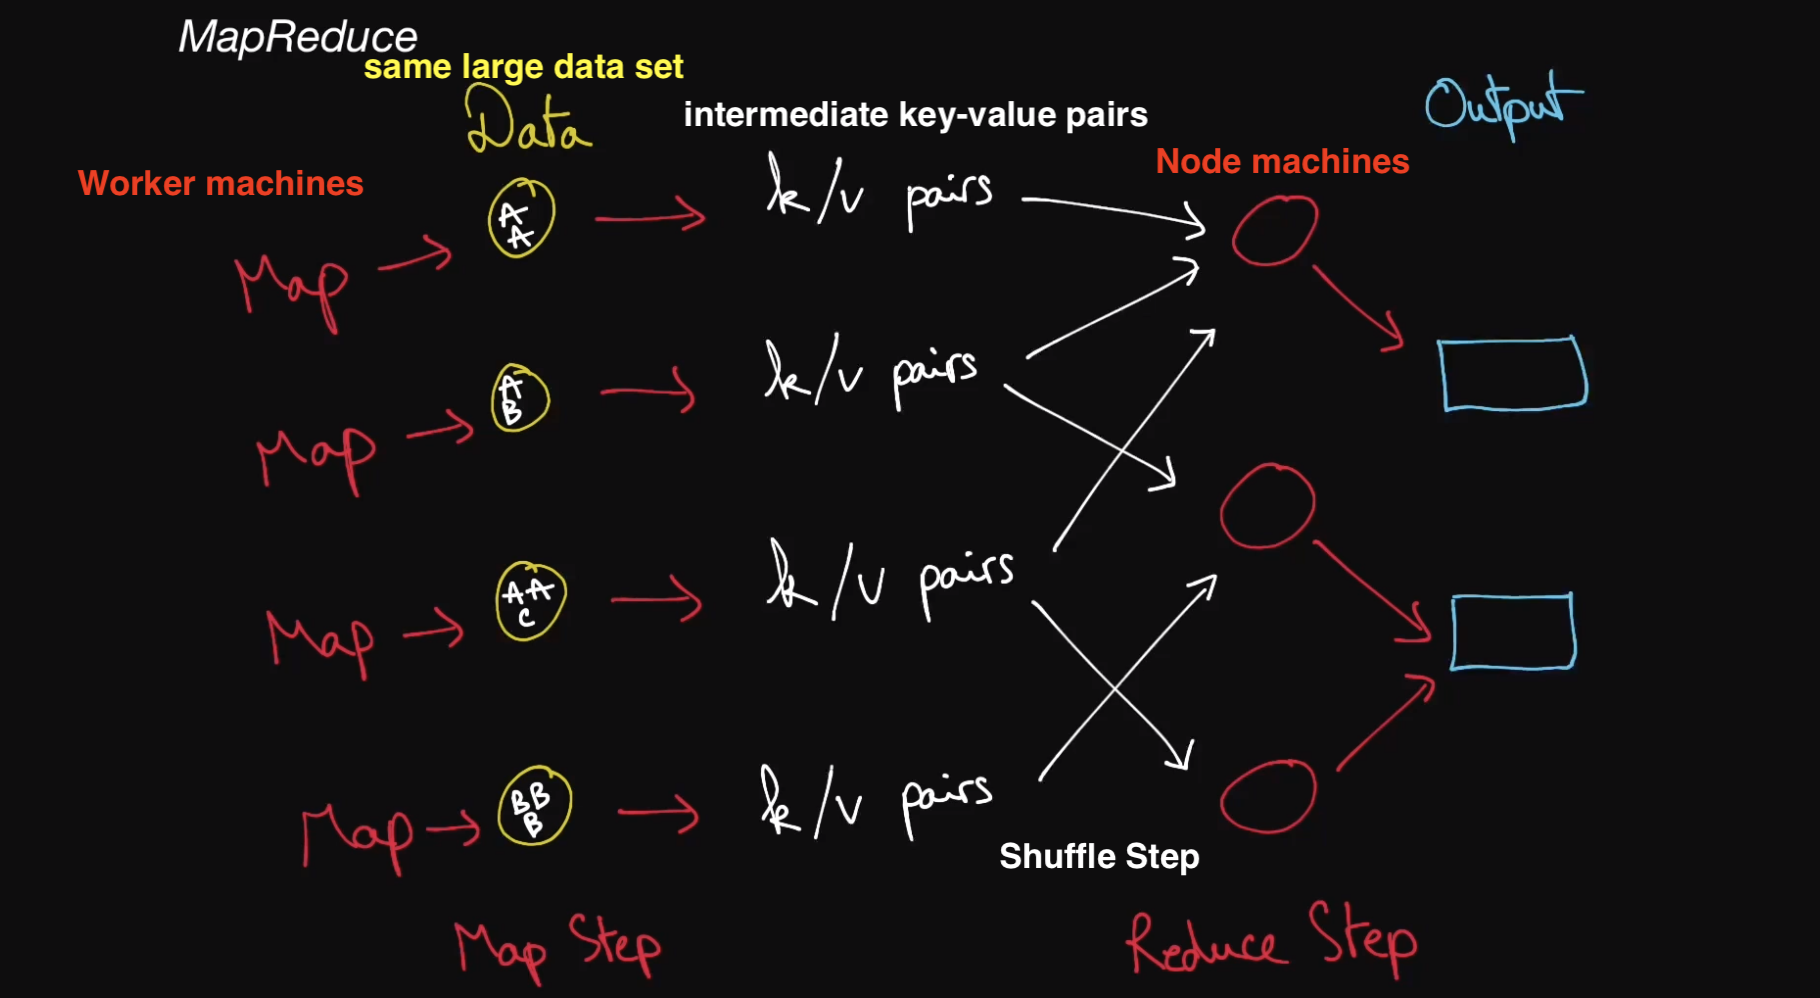 MapReduce
same large data set
Data
intermediate key-value pairs
Output
Worker machines
Node machines
Map
A
A
k/v pairs
Map
A
B
k/v pairs
Map
A A
C
k/v pairs
Map
B B
B
k/v pairs
Shuffle Step
Map Step
Reduce Step